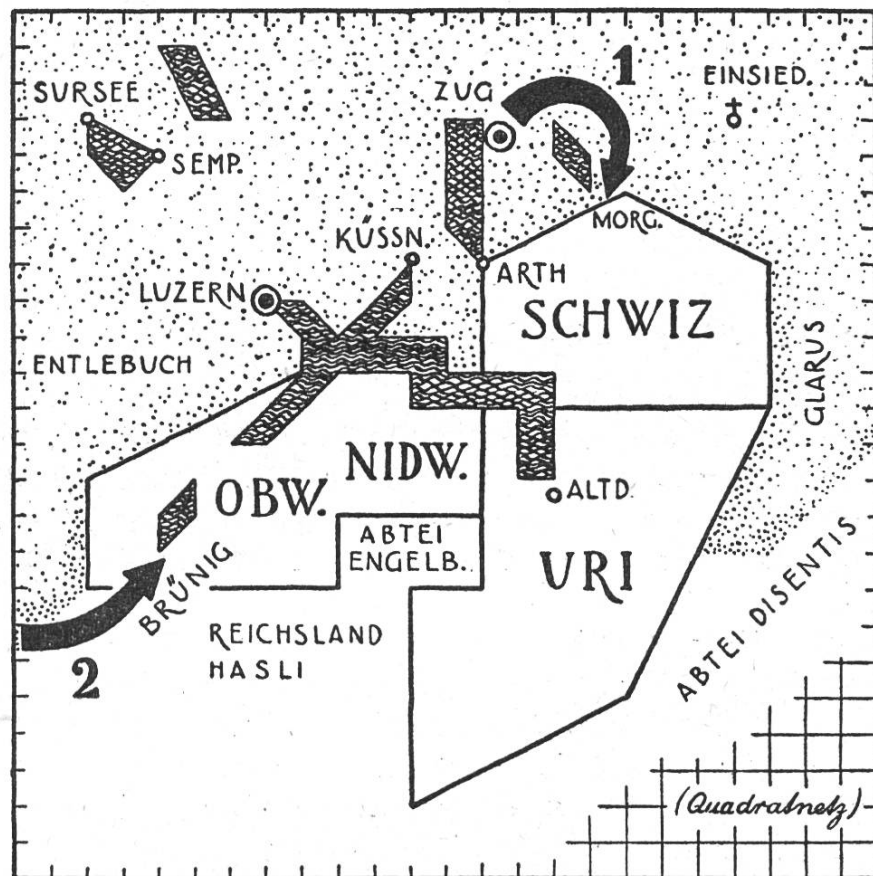 1
ZUG
EINSIED.
SURSEE
SEMP.
MORG.
KÜSSN.
ARTH
LUZERN
SCHWIZ
ENTLEBUCH
GLARUS
NIDW.
OBW.
ALTD.
ABTEI
ENGELB.
URI
BRÜNIG
ABTEI DISENTIS
REICHSLAND
HASLI
2
(Quadratnetz)